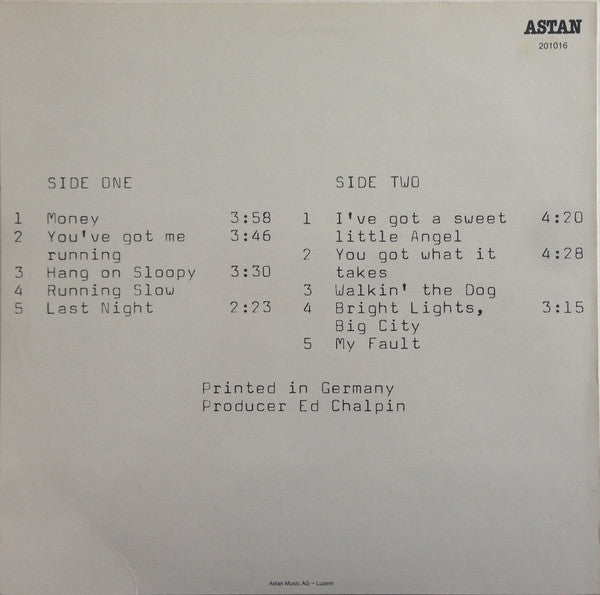 ASTAN
201016
SIDE ONE
1 Money 3:58
2 You've got me 3:46
running
3 Hang on Sloopy 3:30
4 Running Slow
5 Last Night 2:23
SIDE TWO
1 I've got a sweet 4:20
little Angel
2 You got what it 4:28
takes
3 Walkin' the Dog
4 Bright Lights, 3:15
Big City
5 My Fault
Printed in Germany
Producer Ed Chalpin
Astan Music AG – Luzern